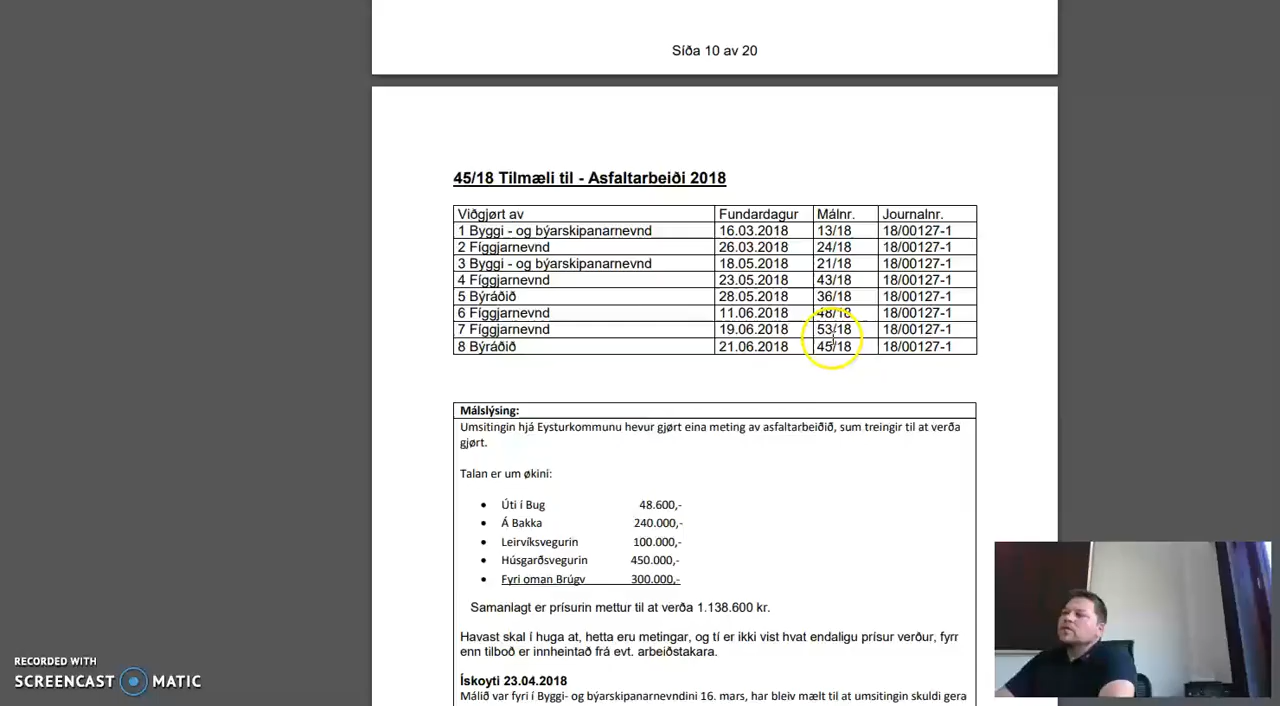 Síða 10 av 20
45/18 Tilmæli til - Asfaltarbeiði 2018
Viðgjørt av Fundardagur Málnr. Journalnr.
1 Byggi - og býarskipanarnevnd 16.03.2018 13/18 18/00127-1
2 Fíggjarnevnd 26.03.2018 24/18 18/00127-1
3 Byggi - og býarskipanarnevnd 18.05.2018 21/18 18/00127-1
4 Fíggjarnevnd 23.05.2018 43/18 18/00127-1
5 Býráðið 28.05.2018 36/18 18/00127-1
6 Fíggjarnevnd 11.06.2018 48/18 18/00127-1
7 Fíggjarnevnd 19.06.2018 53/18 18/00127-1
8 Býráðið 21.06.2018 45/18 18/00127-1
Málslýsing:
Umsitingin hjá Eysturkommunu hevur gjørt eina meting av asfaltarbeiðið, sum treingir til at verða
gjørt.
Talan er um økini:
• Úti í Bug 48.600,-
• Á Bakka 240.000,-
• Leirvíksvegurin 100.000,-
• Húsgarðsvegurin 450.000,-
• Fyri oman Brúgv 300.000,-
Samanlagt er prísurin mettur til at verða 1.138.600 kr.
Havast skal í huga at, hetta eru metingar, og tí er ikki vist hvat endaligu prísur verður, fyrr
enn tilboð er innheintað frá evt. arbeiðstakara.
Ískoyti 23.04.2018
Málið var fyri í Byggi- og býarskipanarnevndini 16. mars, har bleiv mælt til at umsitingin skuldi gera
RECORDED WITH
SCREENCAST MATIC